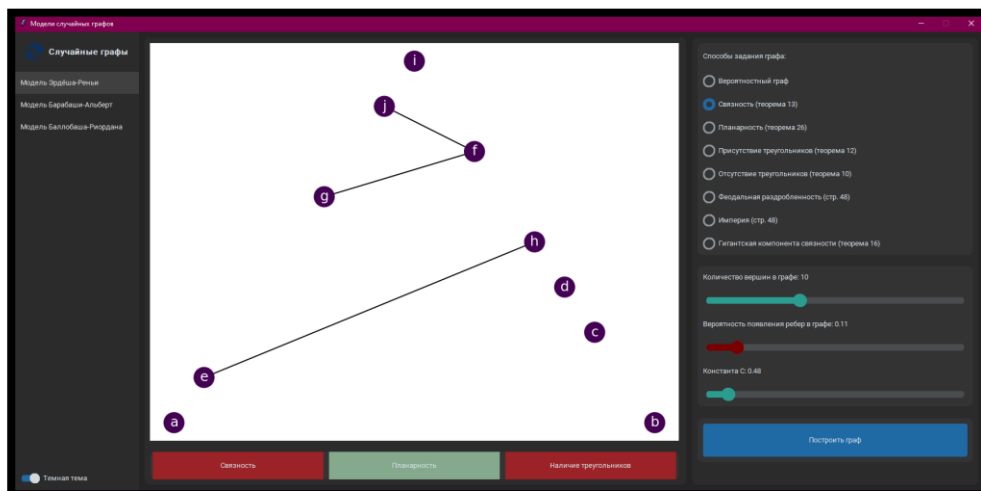 Модели случайных графов
Случайные графы
Модель Эрдёша-Реньи
Модель Барабаши-Альберт
Модель Баллобаша-Риордана
Темная тема
i
j
f
g
h
d
c
e
a
b
Связность
Планарность
Наличие треугольников
Способы задания графа:
Вероятностный граф
Связность (теорема 13)
Планарность (теорема 26)
Присутствие треугольников (теорема 12)
Отсутствие треугольников (теорема 10)
Феодальная раздробленность (стр. 48)
Империя (стр. 48)
Гигантская компонента связности (теорема 16)
Количество вершин в графе: 10
Вероятность появления ребер в графе: 0.11
Константа C: 0.48
Построить граф